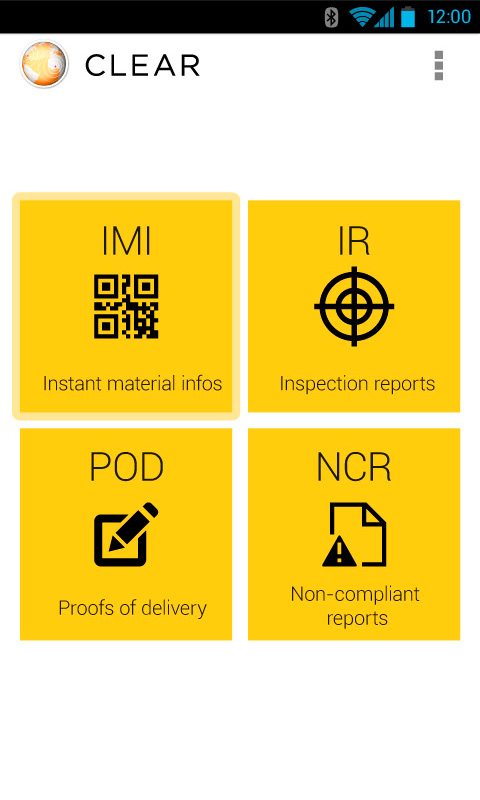 12:00
CLEAR
IMI
IR
Instant material infos
Inspection reports
POD
NCR
Proofs of delivery
Non-compliant
reports